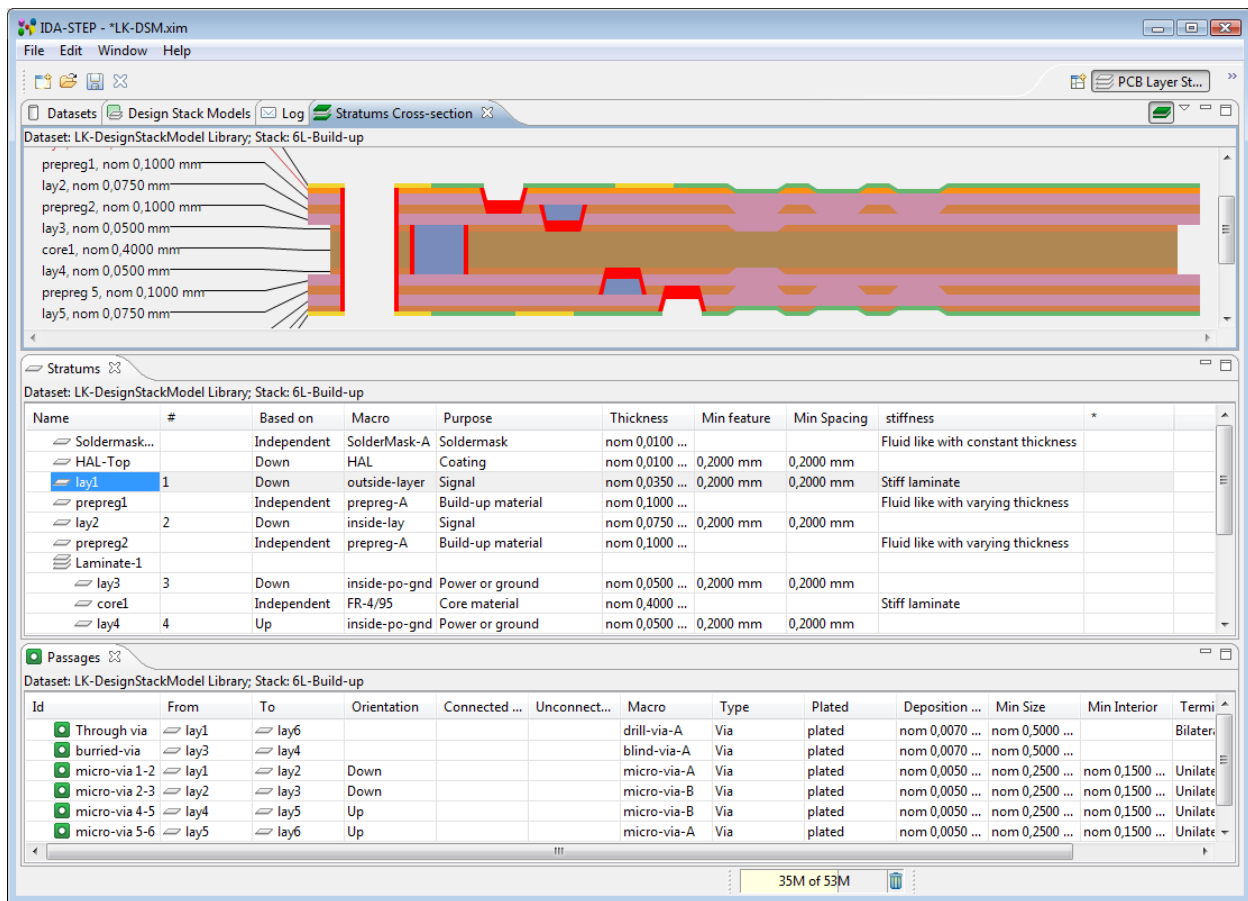 IDA-STEP - *LK-DSM.xim
File Edit Window Help
PCB Layer St... »
Datasets Design Stack Models Log Stratums Cross-section
Dataset: LK-DesignStackModel Library; Stack: 6L-Build-up
prepreg1, nom 0,1000 mm
lay2, nom 0,0750 mm
prepreg2, nom 0,1000 mm
lay3, nom 0,0500 mm
core1, nom 0,4000 mm
lay4, nom 0,0500 mm
prepreg 5, nom 0,1000 mm
lay5, nom 0,0750 mm
Stratums
Dataset: LK-DesignStackModel Library; Stack: 6L-Build-up
Name # Based on Macro Purpose Thickness Min feature Min Spacing stiffness *
Soldermask... Independent SolderMask-A Soldermask nom 0,0100 ... Fluid like with constant thickness
HAL-Top Down HAL Coating nom 0,0100 ... 0,2000 mm 0,2000 mm
lay1 1 Down outside-layer Signal nom 0,0350 ... 0,2000 mm 0,2000 mm Stiff laminate
prepreg1 Independent prepreg-A Build-up material nom 0,1000 ... Fluid like with varying thickness
lay2 2 Down inside-lay Signal nom 0,0750 ... 0,2000 mm 0,2000 mm
prepreg2 Independent prepreg-A Build-up material nom 0,1000 ... Fluid like with varying thickness
Laminate-1
lay3 3 Down inside-po-gnd Power or ground nom 0,0500 ... 0,2000 mm 0,2000 mm
core1 Independent FR-4/95 Core material nom 0,4000 ... Stiff laminate
lay4 4 Up inside-po-gnd Power or ground nom 0,0500 ... 0,2000 mm 0,2000 mm
Passages
Dataset: LK-DesignStackModel Library; Stack: 6L-Build-up
Id From To Orientation Connected ... Unconnect... Macro Type Plated Deposition ... Min Size Min Interior Termi
Through via lay1 lay6 drill-via-A Via plated nom 0,0070 ... nom 0,5000 ... Bilatera
burried-via lay3 lay4 blind-via-A Via plated nom 0,0070 ... nom 0,5000 ...
micro-via 1-2 lay1 lay2 Down micro-via-A Via plated nom 0,0050 ... nom 0,2500 ... nom 0,1500 ... Unilate
micro-via 2-3 lay2 lay3 Down micro-via-B Via plated nom 0,0050 ... nom 0,2500 ... nom 0,1500 ... Unilate
micro-via 4-5 lay4 lay5 Up micro-via-B Via plated nom 0,0050 ... nom 0,2500 ... nom 0,1500 ... Unilate
micro-via 5-6 lay5 lay6 Up micro-via-A Via plated nom 0,0050 ... nom 0,2500 ... nom 0,1500 ... Unilate
35M of 53M